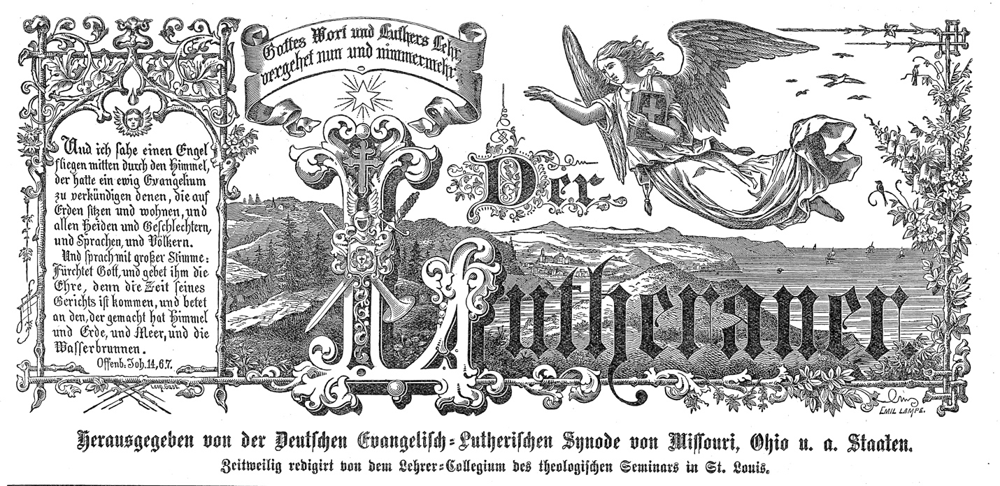 Und ich sahe einen Engel
fliegen mitten durch den Himmel,
der hatte ein ewig Evangelium
zu verkündigen denen, die auf
Erden sitzen und wohnen, und
allen Heiden und Geschlechtern,
und Sprachen, und Völkern.
Und sprach mit großer Stimme:
Fürchtet Gott, und gebet ihm die
Ehre, denn die Zeit seines
Gerichts ist kommen, und betet
an den, der gemacht hat Himmel
und Erde, und Meer, und die
Wasserbrunnen.
Offenb. Joh. 14, 6.7.
Gottes Wort und Luthers Lehr
vergehet nun und nimmermehr
Der
Lutheraner.
EMIL LAMPE.
Herausgegeben von der Deutschen Evangelisch-Lutherischen Synode von Missouri, Ohio u. a. Staaten.
Zeitweilig redigirt von dem Lehrer-Collegium des theologischen Seminars in St. Louis.